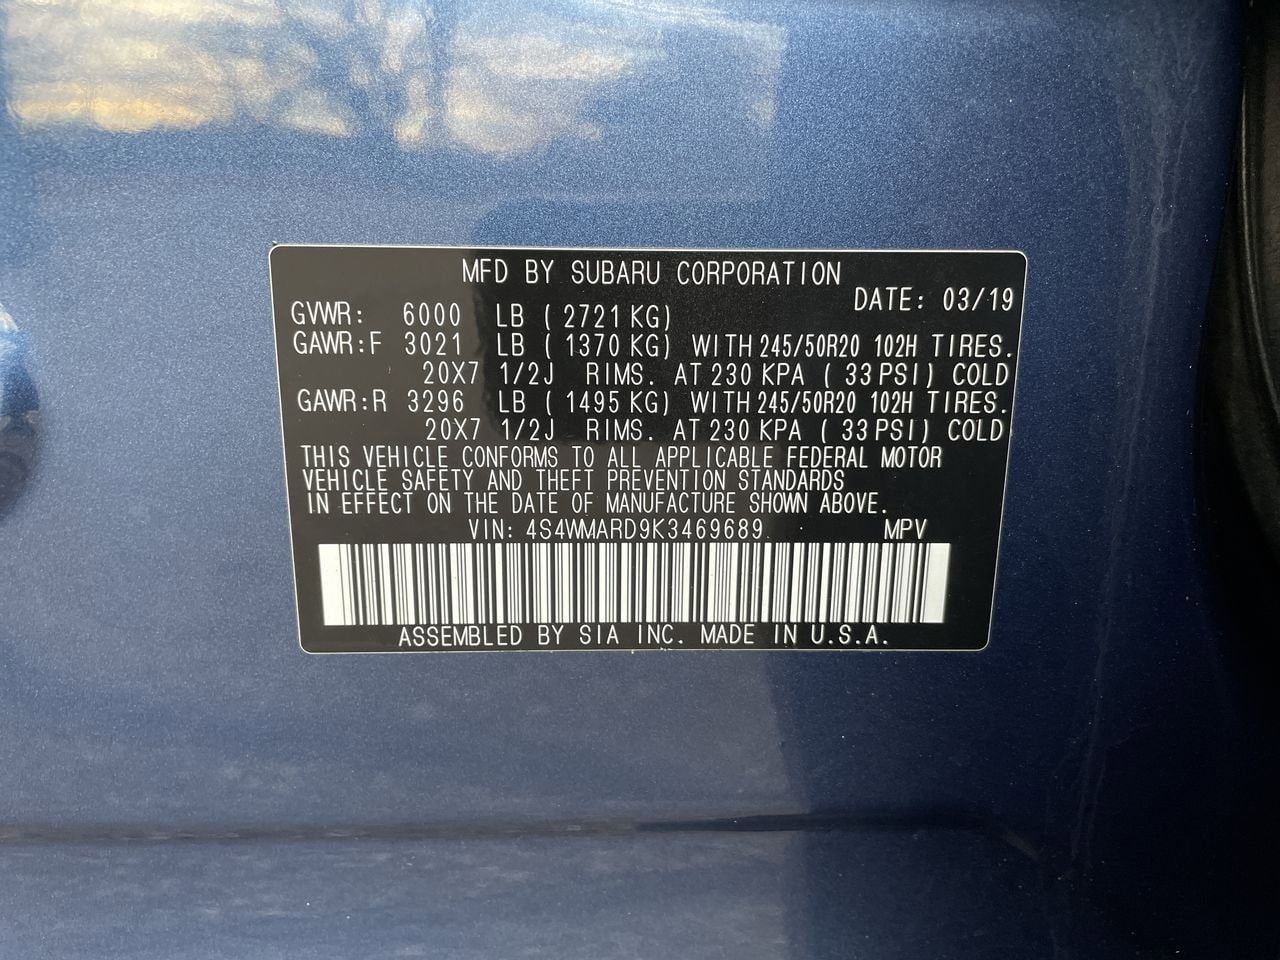 MFD BY SUBARU CORPORATION
DATE: 03/19
GVWR: 6000 LB ( 2721 KG)
GAWR:F 3021 LB ( 1370 KG) WITH 245/50R20 102H TIRES.
20X7 1/2J RIMS. AT 230 KPA ( 33 PSI) COLD
GAWR:R 3296 LB ( 1495 KG) WITH 245/50R20 102H TIRES.
20X7 1/2J RIMS. AT 230 KPA ( 33 PSI) COLD
THIS VEHICLE CONFORMS TO ALL APPLICABLE FEDERAL MOTOR
VEHICLE SAFETY AND THEFT PREVENTION STANDARDS
IN EFFECT ON THE DATE OF MANUFACTURE SHOWN ABOVE.
VIN: 4S4WMARD9K3469689 MPV
ASSEMBLED BY SIA INC. MADE IN U.S.A.